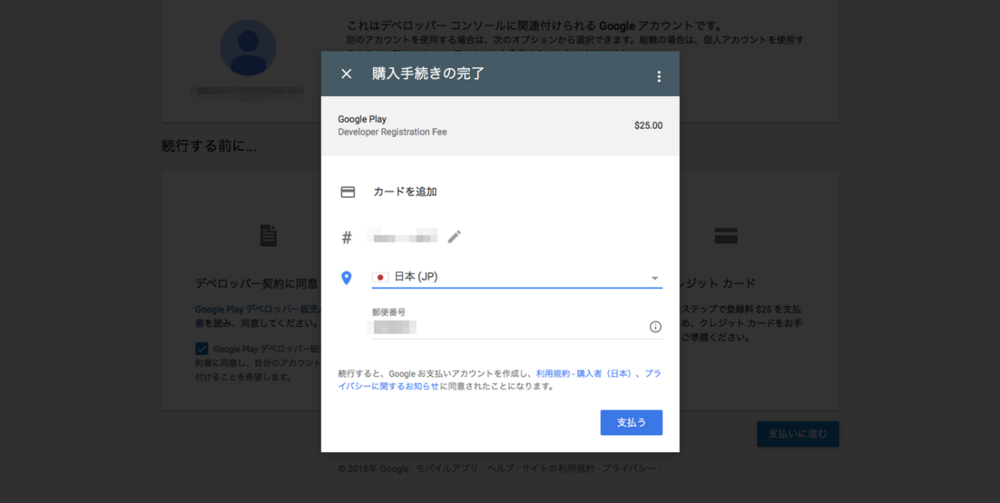 これはデベロッパー コンソールに関連付けられる Google アカウントです。
別のアカウントを使用する場合は、次のオプションから選択できます。組織の場合は、個人アカウントを使用す
購入手続きの完了
Google Play
Developer Registration Fee
$25.00
続行する前に...
カードを追加
#
日本 (JP)
デベロッパー契約に同意
Google Play デベロッパー販売
書を読み、同意してください。
Google Play デベロッパー販
約書に同意し、自分のアカウント
付けることを希望します。
郵便番号
ジット カード
ステップで登録料 $25 を支払
め、クレジット カードをお手
ご準備ください。
続行すると、Google お支払いアカウントを作成し、利用規約 - 購入者（日本）、プラ
イバシーに関するお知らせに同意されたことになります。
支払う
支払いに進む
© 2018年 Google · モバイルアプリ · ヘルプ · サイトの利用規約 · プライバシー ·